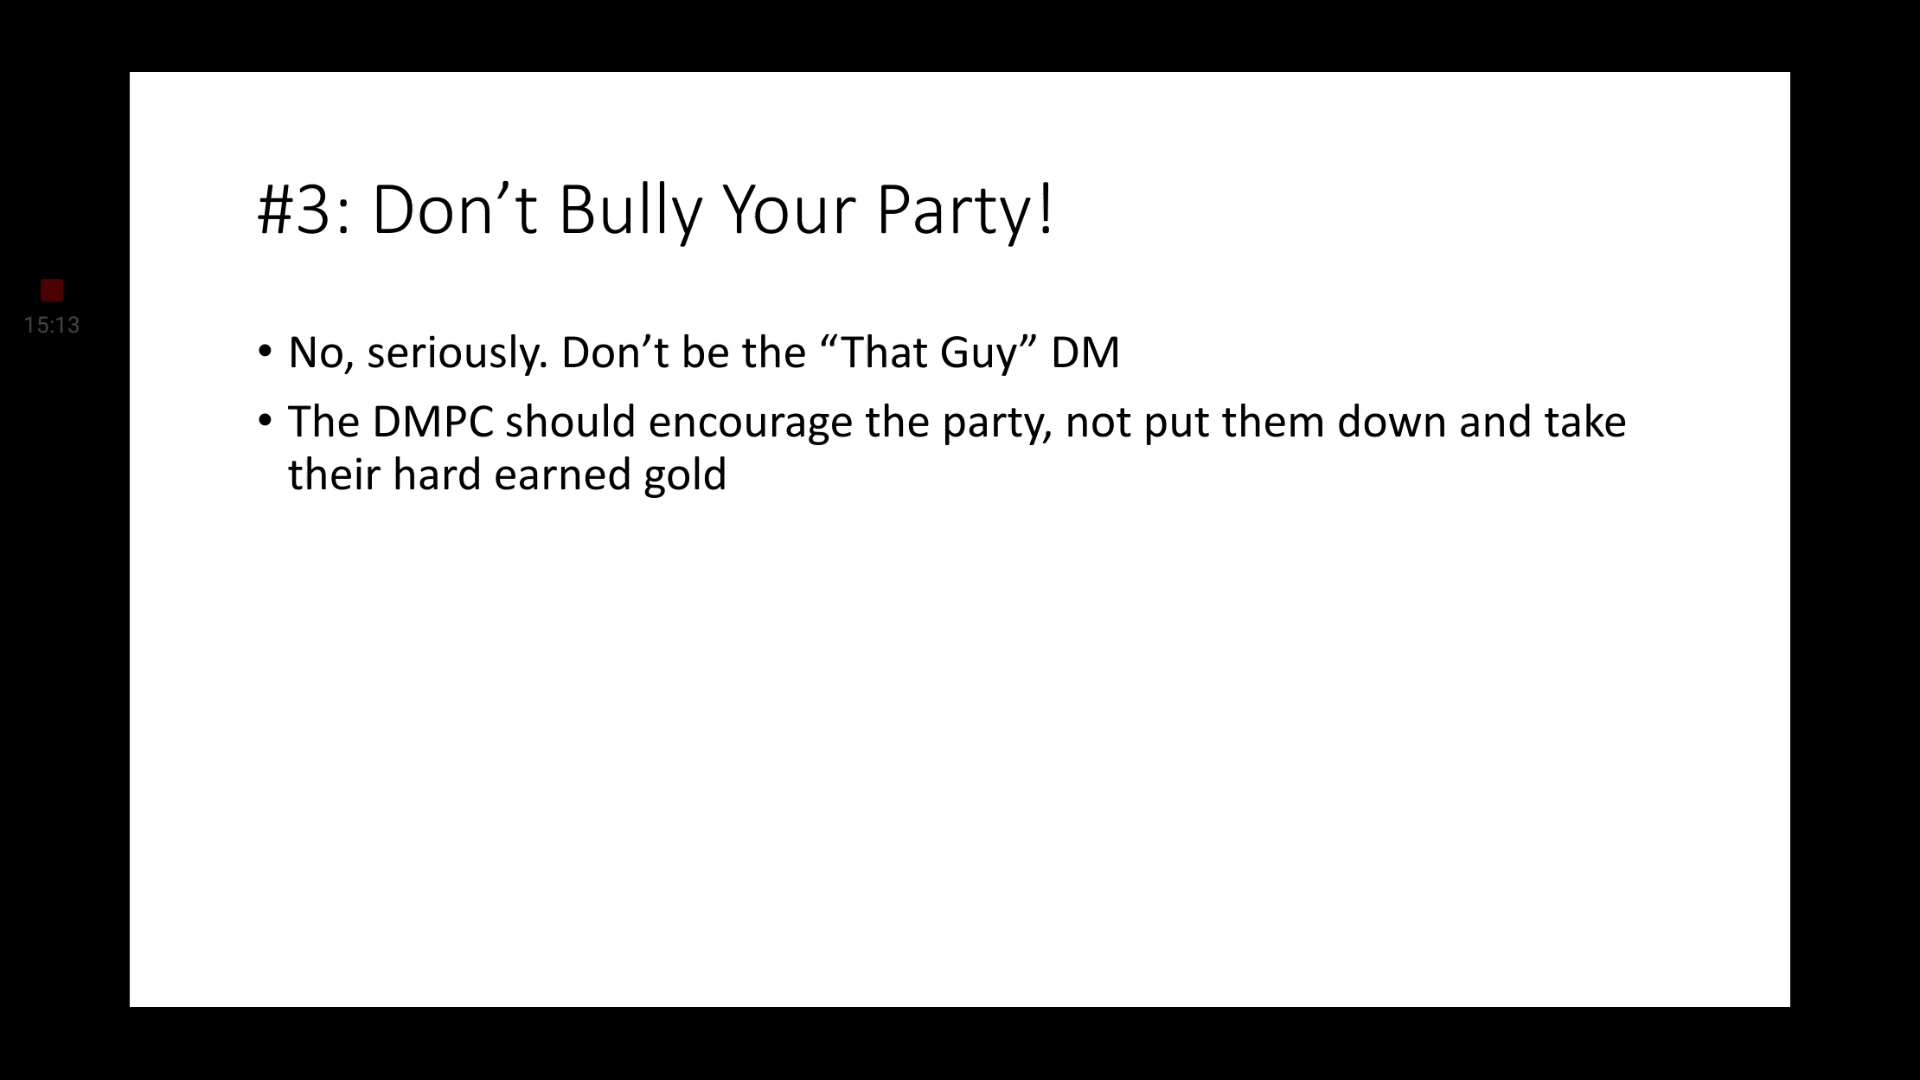 #3: Don’t Bully Your Party!
15:13
• No, seriously. Don’t be the “That Guy” DM
• The DMPC should encourage the party, not put them down and take
their hard earned gold